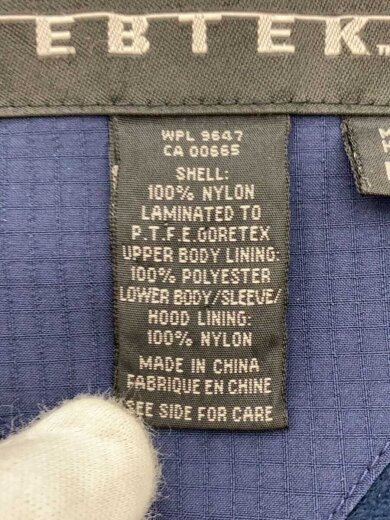 EBTEK
WPL 9647
CA 00665
SHELL:
100% NYLON
LAMINATED TO
P.T.F.E.GORETEX
UPPER BODY LINING:
100% POLYESTER
LOWER BODY/SLEEVE/
HOOD LINING:
100% NYLON
MADE IN CHINA
FABRIQUE EN CHINE
SEE SIDE FOR CARE